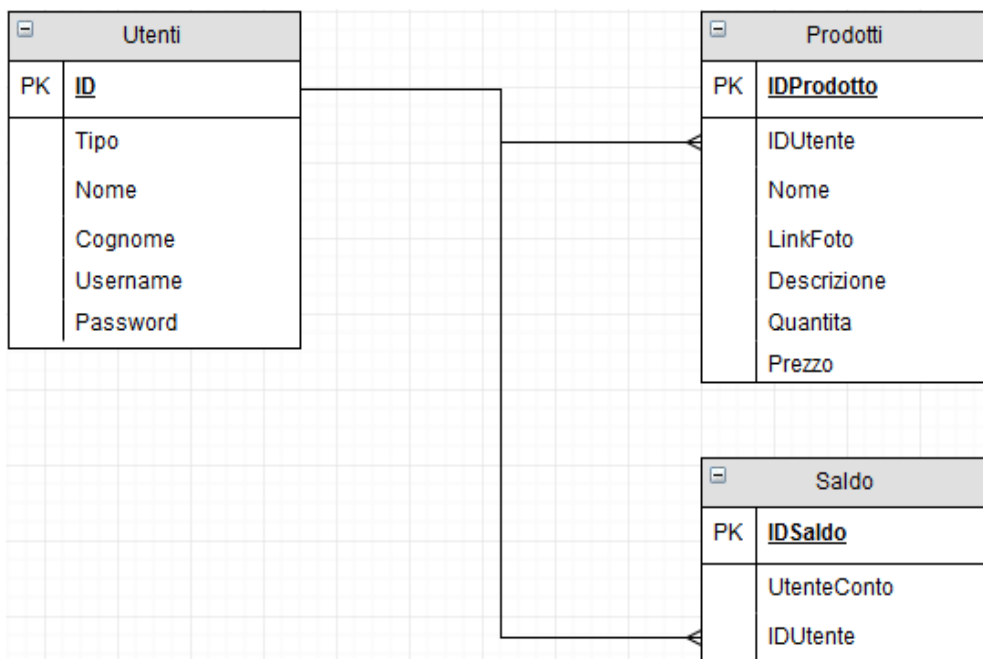 Utenti
PK ID
Tipo
Nome
Cognome
Username
Password
Prodotti
PK IDProdotto
IDUtente
Nome
LinkFoto
Descrizione
Quantita
Prezzo
Saldo
PK IDSaldo
UtenteConto
IDUtente